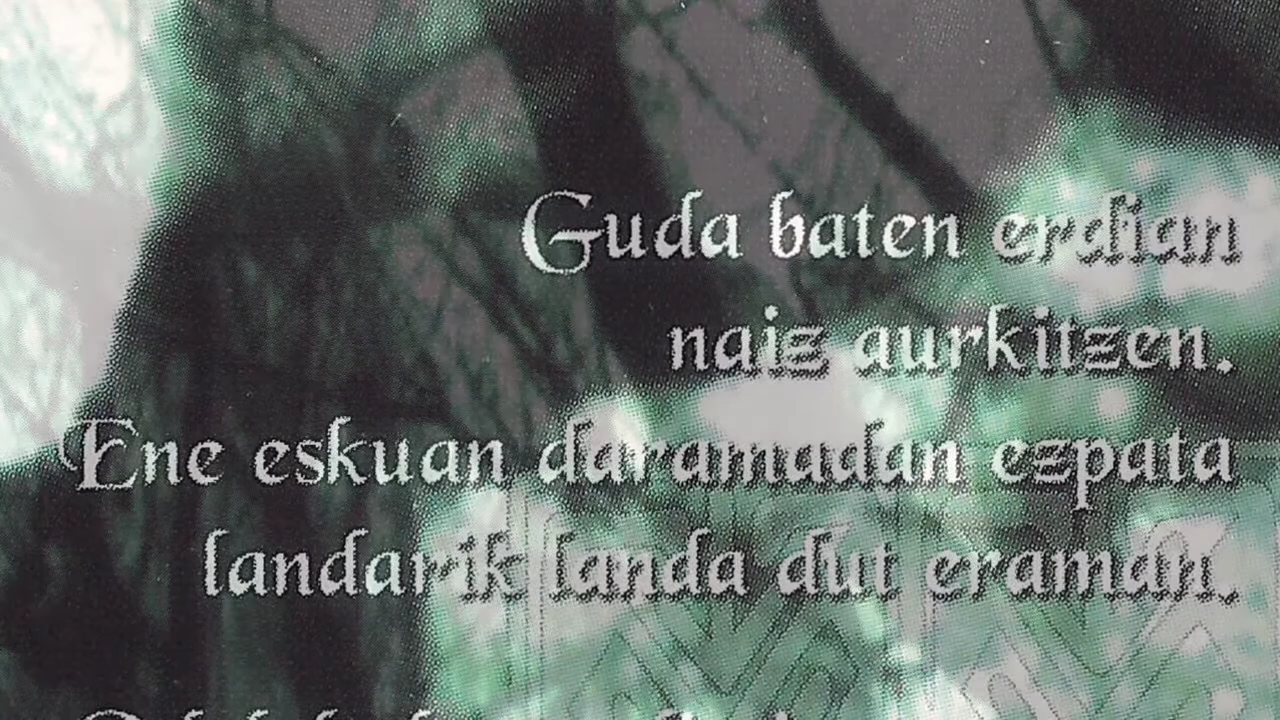 Guda baten erdian
naiz aurkitzen.
Ene eskuan daramadan ezpata
landarik landa dut eraman.